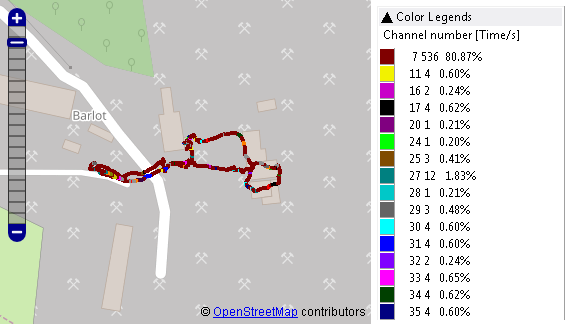 Barlot
© OpenStreetMap contributors
▲ Color Legends
Channel number [Time/s]
7 536 80.87%
11 4 0.60%
16 2 0.24%
17 4 0.62%
20 1 0.21%
24 1 0.20%
25 3 0.41%
27 12 1.83%
28 1 0.21%
29 3 0.48%
30 4 0.60%
31 4 0.60%
32 2 0.24%
33 4 0.65%
34 4 0.62%
35 4 0.60%